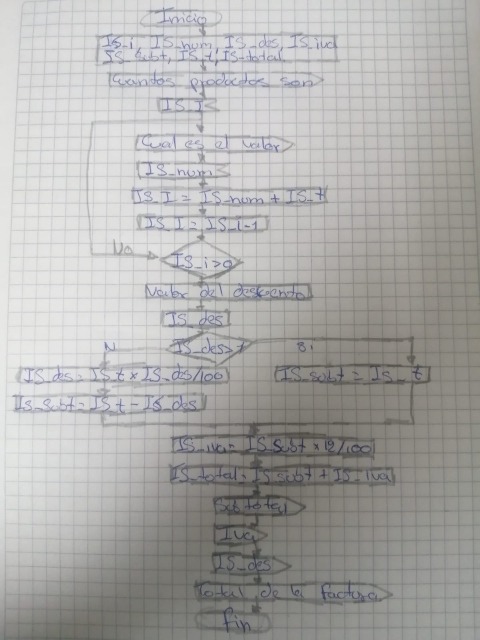 Inicio
IS_i, IS_num, IS_des, IS_iva
IS_subt, IS_t, IS_total
Cuantos productos son
IS_I
Cual es el valor
IS_num
IS_I = IS_num + IS_t
IS_I = IS_i-1
No
IS_i>0
Valor del descuento
IS_des
N
IS_des>1
Si
IS_des = IS_t x IS_des/100
IS_subt = IS_t
IS_subt = IS_t - IS_des
IS_iva = IS_subt x 12/100
IS_total = IS_subt + IS_iva
Subtotal
Iva
IS_des
Total de la factura
fin